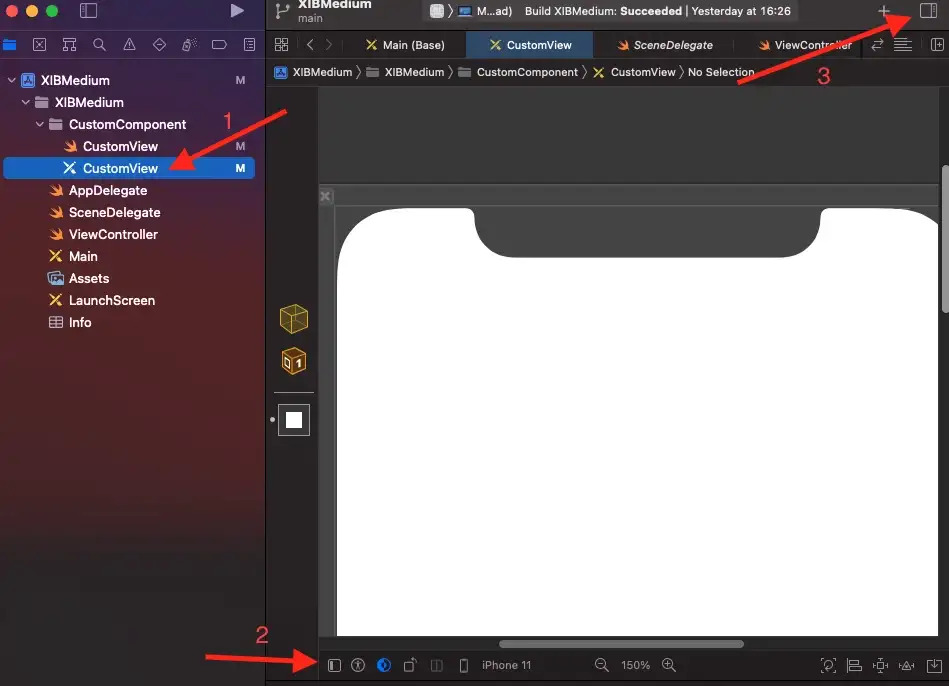 XIBMedium
main
M...ad) Build XIBMedium: Succeeded | Yesterday at 16:26
Main (Base) CustomView SceneDelegate ViewController
XIBMedium XIBMedium CustomComponent CustomView No Selection
3
XIBMedium M
XIBMedium
CustomComponent
1
CustomView M
CustomView M
AppDelegate
SceneDelegate
ViewController
Main
Assets
LaunchScreen
Info
1
2
iPhone 11 150%